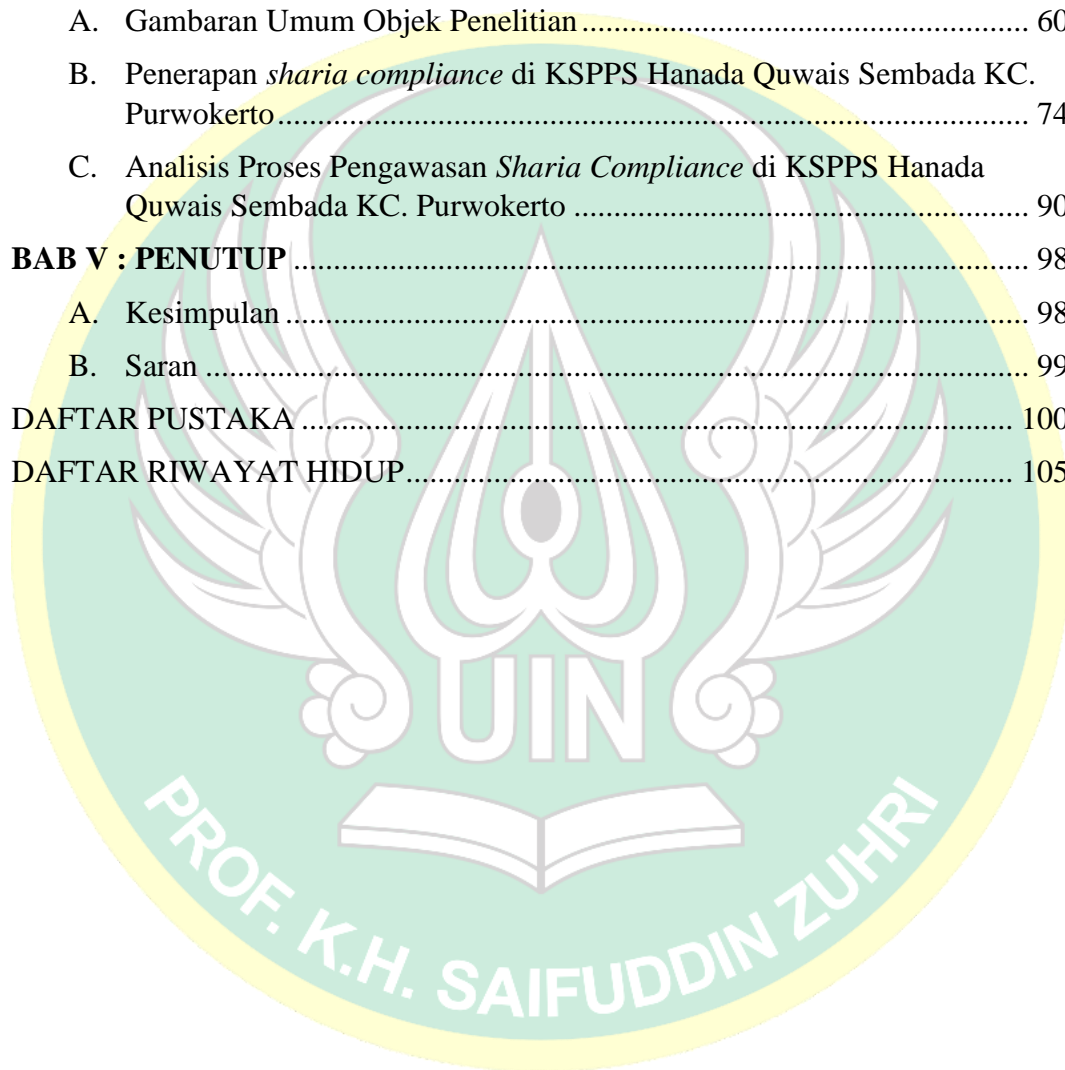 A. Gambaran Umum Objek Penelitian ........................................................ 60
B. Penerapan sharia compliance di KSPPS Hanada Quwais Sembada KC.
Purwokerto ........................................................ 74
C. Analisis Proses Pengawasan Sharia Compliance di KSPPS Hanada
Quwais Sembada KC. Purwokerto ........................................................ 90
BAB V : PENUTUP ........................................................ 98
A. Kesimpulan ........................................................ 98
B. Saran ........................................................ 99
DAFTAR PUSTAKA ........................................................ 100
DAFTAR RIWAYAT HIDUP ........................................................ 105
UIN
PROF. K.H. SAIFUDDIN ZUHRI